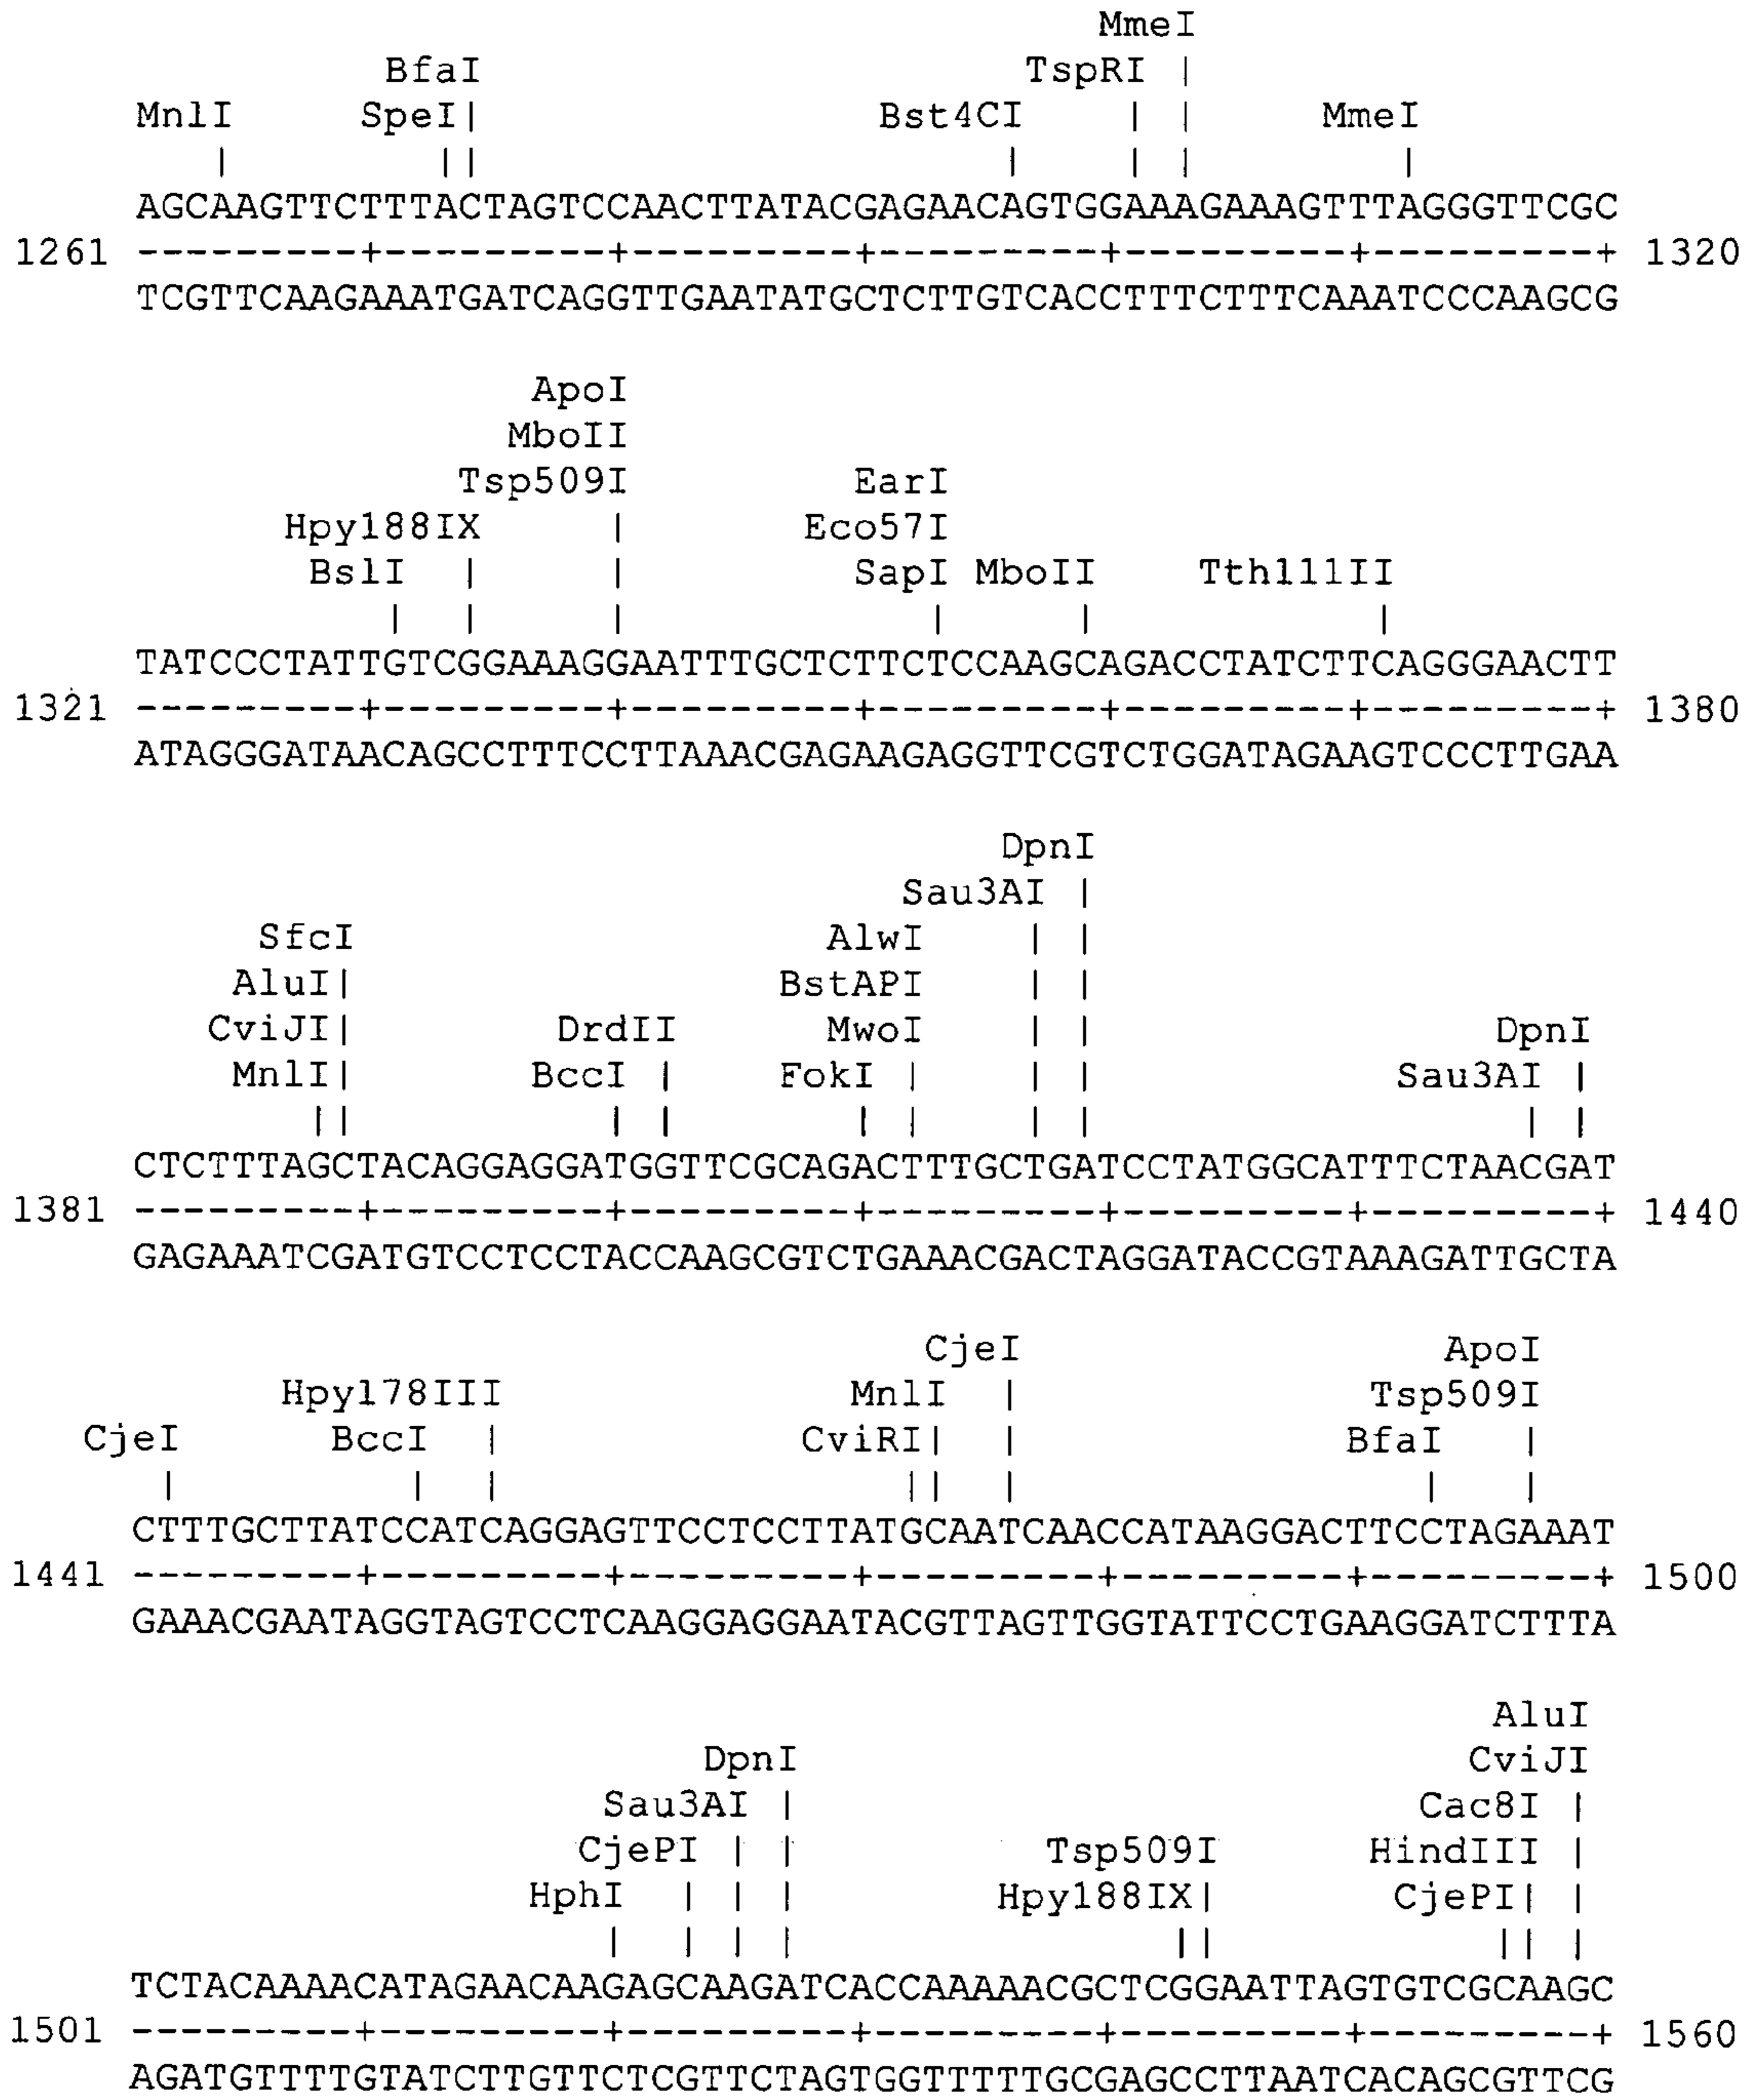 MmeI
BfaI TspRI |
MnlI SpeI| Bst4CI | | MmeI
| || | | | |
AGCAAGTTCTTTACTAGTCCAACTTATACGAGAACAGTGGAAAGAAAGTTTAGGGTTCGC
1261 ---------+---------+---------+---------+---------+---------+ 1320
TCGTTCAAGAAATGATCAGGTTGAATATGCTCTTGTCACCTTTCTTTCAAATCCCAAGCG
ApoI
MboII
Tsp509I EarI
Hpy188IX | Eco57I
BslI | | SapI MboII Tth111II
| | | | | |
TATCCCTATTGTCGGAAAGGAATTTGCTCTTCTCCAAGCAGACCTATCTTCAGGGAACTT
1321 ---------+---------+---------+---------+---------+---------+ 1380
ATAGGGATAACAGCCTTTCCTTAAACGAGAAGAGGTTCGTCTGGATAGAAGTCCCTTGAA
DpnI
Sau3AI |
SfcI AlwI | |
AluI| BstAPI | |
CviJI| DrdII MwoI | | DpnI
MnlI| BccI | FokI | | | Sau3AI |
|| | | | | | | | |
CTCTTTAGCTACAGGAGGATGGTTCGCAGACTTTGCTGATCCTATGGCATTTCTAACGAT
1381 ---------+---------+---------+---------+---------+---------+ 1440
GAGAAATCGATGTCCTCCTACCAAGCGTCTGAAACGACTAGGATACCGTAAAGATTGCTA
CjeI ApoI
Hpy178III MnlI | Tsp509I
CjeI BccI | CviRI| | BfaI |
| | | || | | |
CTTTGCTTATCCATCAGGAGTTCCTCCTTATGCAATCAACCATAAGGACTTCCTAGAAAT
1441 ---------+---------+---------+---------+---------+---------+ 1500
GAAACGAATAGGTAGTCCTCAAGGAGGAATACGTTAGTTGGTATTCCTGAAGGATCTTTA
AluI
DpnI CviJI
Sau3AI | Cac8I |
CjePI | | Tsp509I HindIII |
HphI | | | Hpy188IX| CjePI| |
| | | | || || |
TCTACAAAACATAGAACAAGAGCAAGATCACCAAAAACGCTCGGAATTAGTGTCGCAAGC
1501 ---------+---------+---------+---------+---------+---------+ 1560
AGATGTTTTGTATCTTGTTCTCGTTCTAGTGGTTTTTGCGAGCCTTAATCACAGCGTTCG